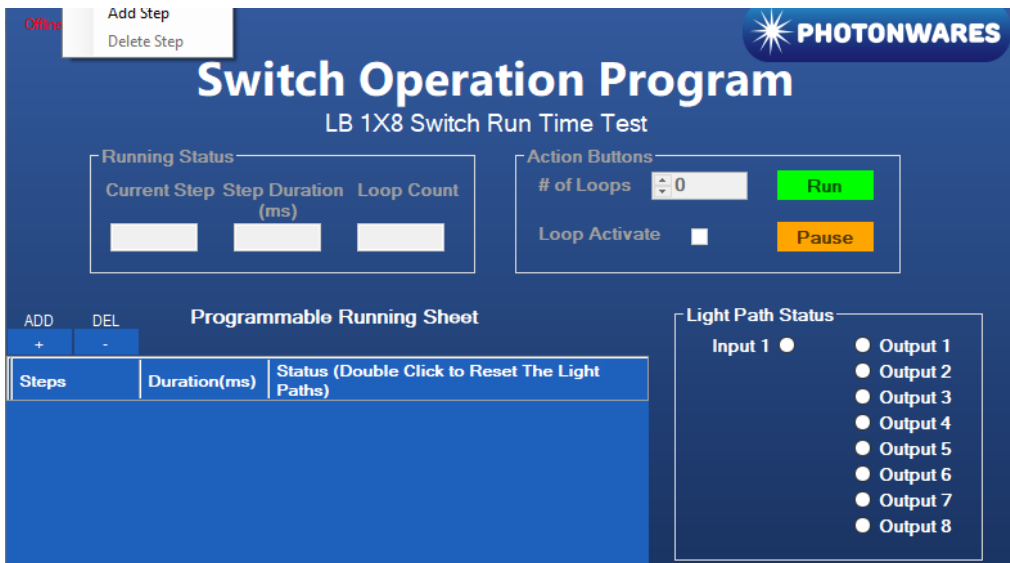 Add Step
Delete Step
PHOTONWARES
Switch Operation Program
LB 1X8 Switch Run Time Test
Running Status
Current Step Step Duration (ms) Loop Count
Action Buttons
# of Loops 0 Run
Loop Activate Pause
ADD DEL Programmable Running Sheet
+ -
Steps Duration(ms) Status (Double Click to Reset The Light
Paths)
Light Path Status
Input 1 Output 1
Output 2
Output 3
Output 4
Output 5
Output 6
Output 7
Output 8